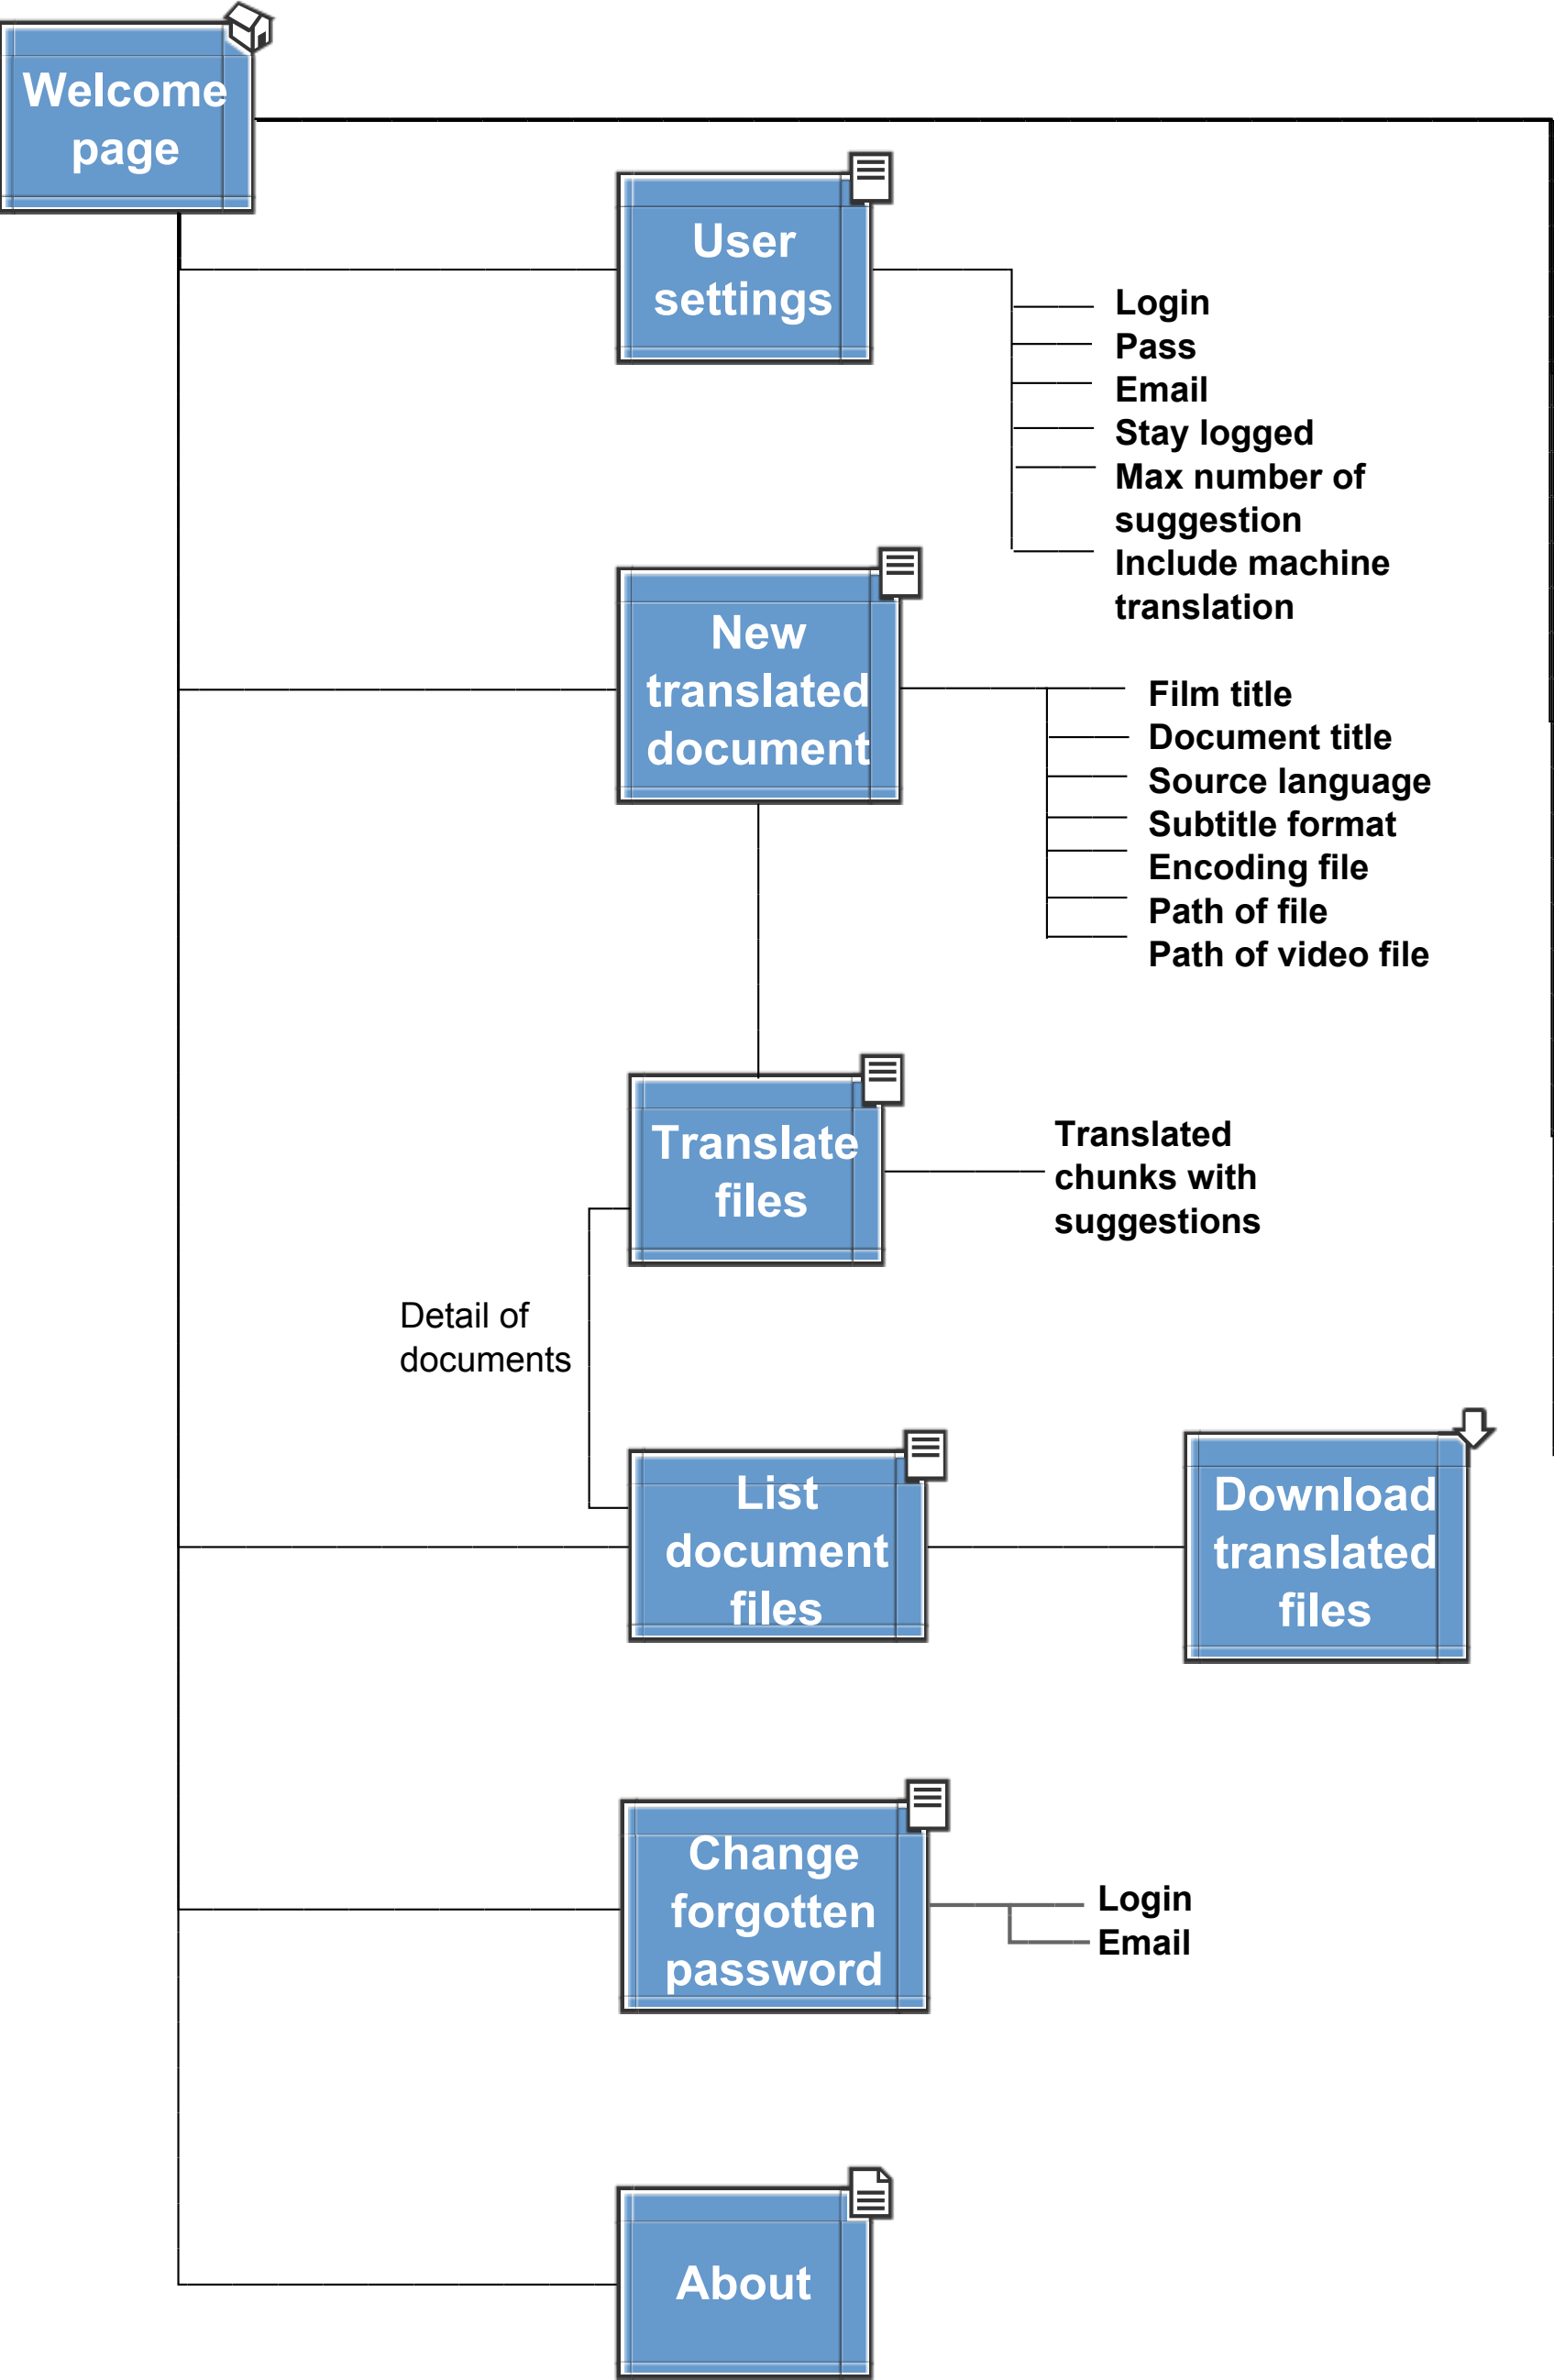 Welcome
page
User
settings
Login
Pass
Email
Stay logged
Max number of
suggestion
Include machine
translation
New
translated
document
Film title
Document title
Source language
Subtitle format
Encoding file
Path of file
Path of video file
Translate
files
Translated
chunks with
suggestions
Detail of
documents
List
document
files
Download
translated
files
Change
forgotten
password
Login
Email
About